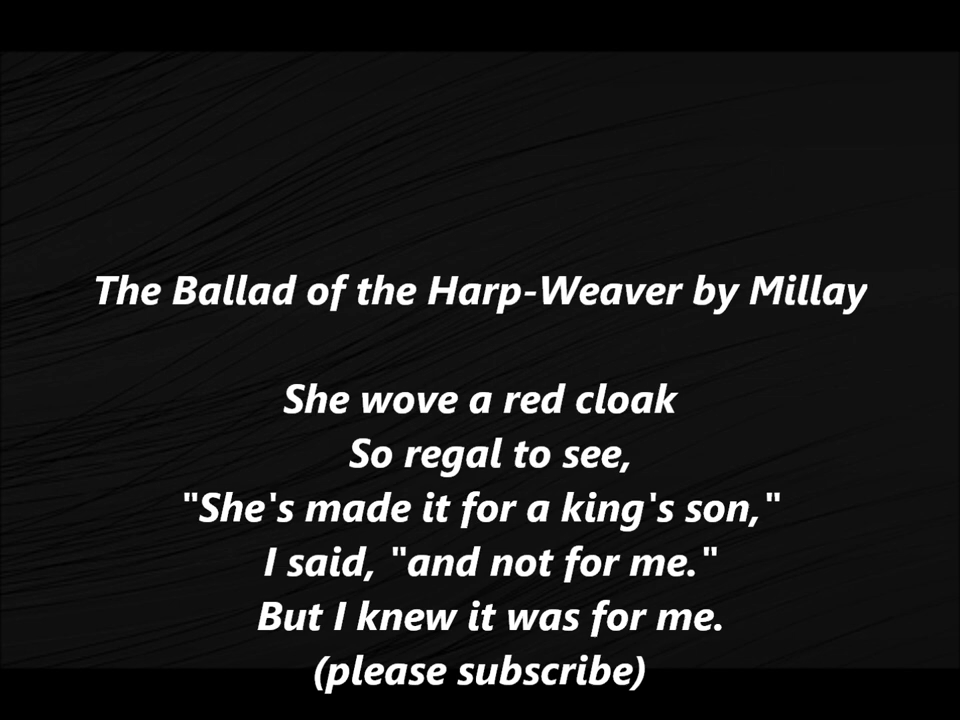 The Ballad of the Harp-Weaver by Millay
She wove a red cloak
So regal to see,
"She's made it for a king's son,"
I said, "and not for me."
But I knew it was for me.
(please subscribe)